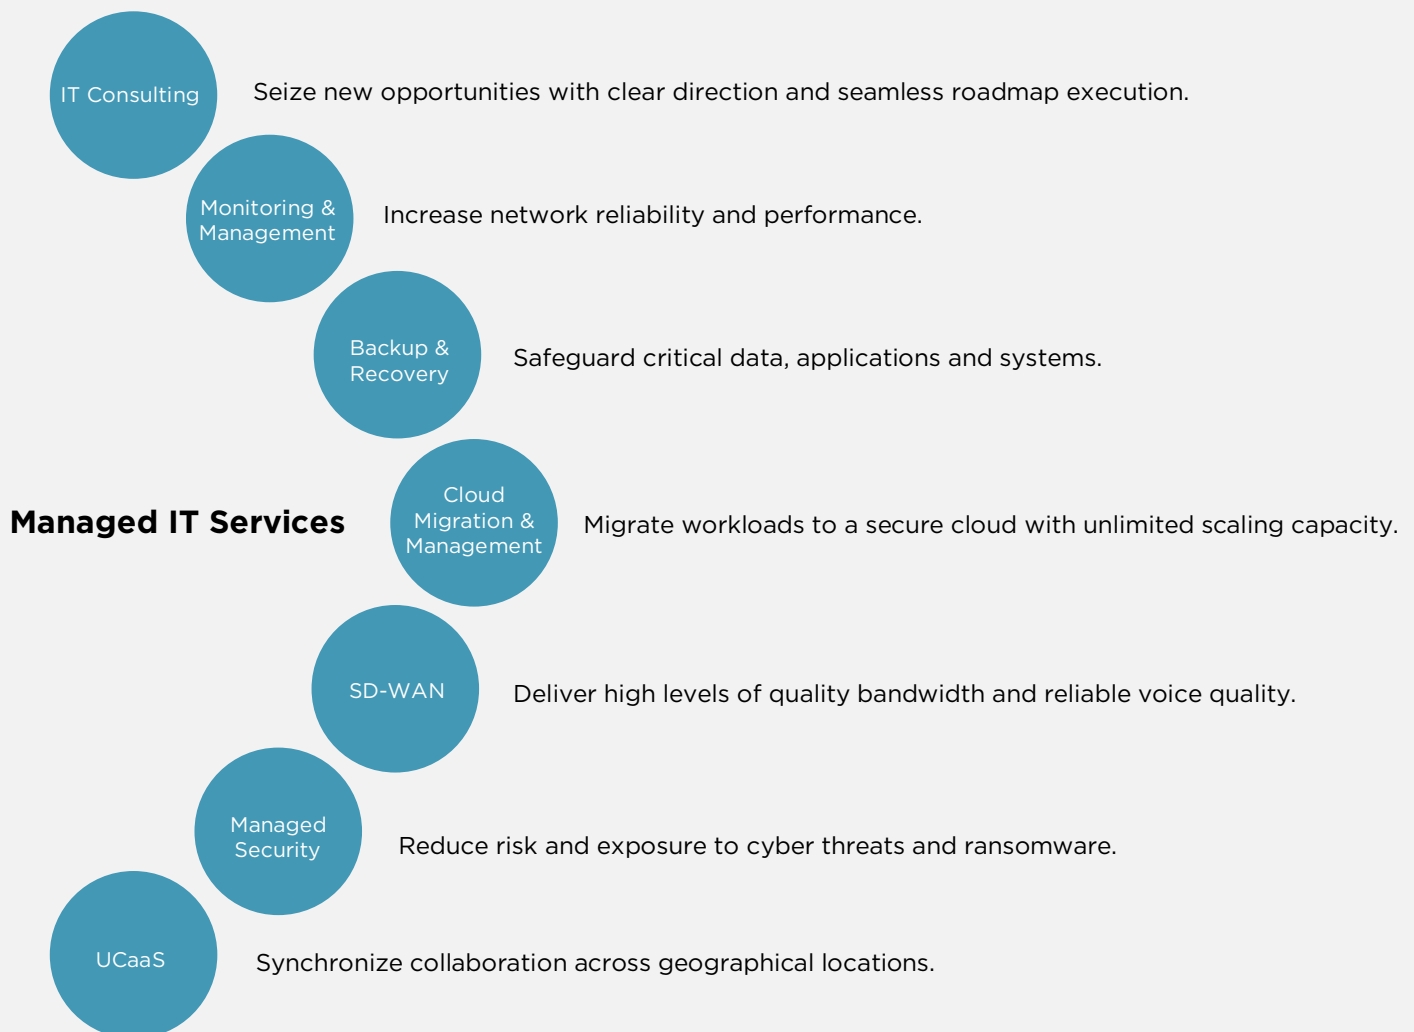 IT Consulting
Seize new opportunities with clear direction and seamless roadmap execution.
Monitoring &
Management
Increase network reliability and performance.
Backup &
Recovery
Safeguard critical data, applications and systems.
Managed IT Services
Cloud
Migration &
Management
Migrate workloads to a secure cloud with unlimited scaling capacity.
SD-WAN
Deliver high levels of quality bandwidth and reliable voice quality.
Managed
Security
Reduce risk and exposure to cyber threats and ransomware.
UCaaS
Synchronize collaboration across geographical locations.